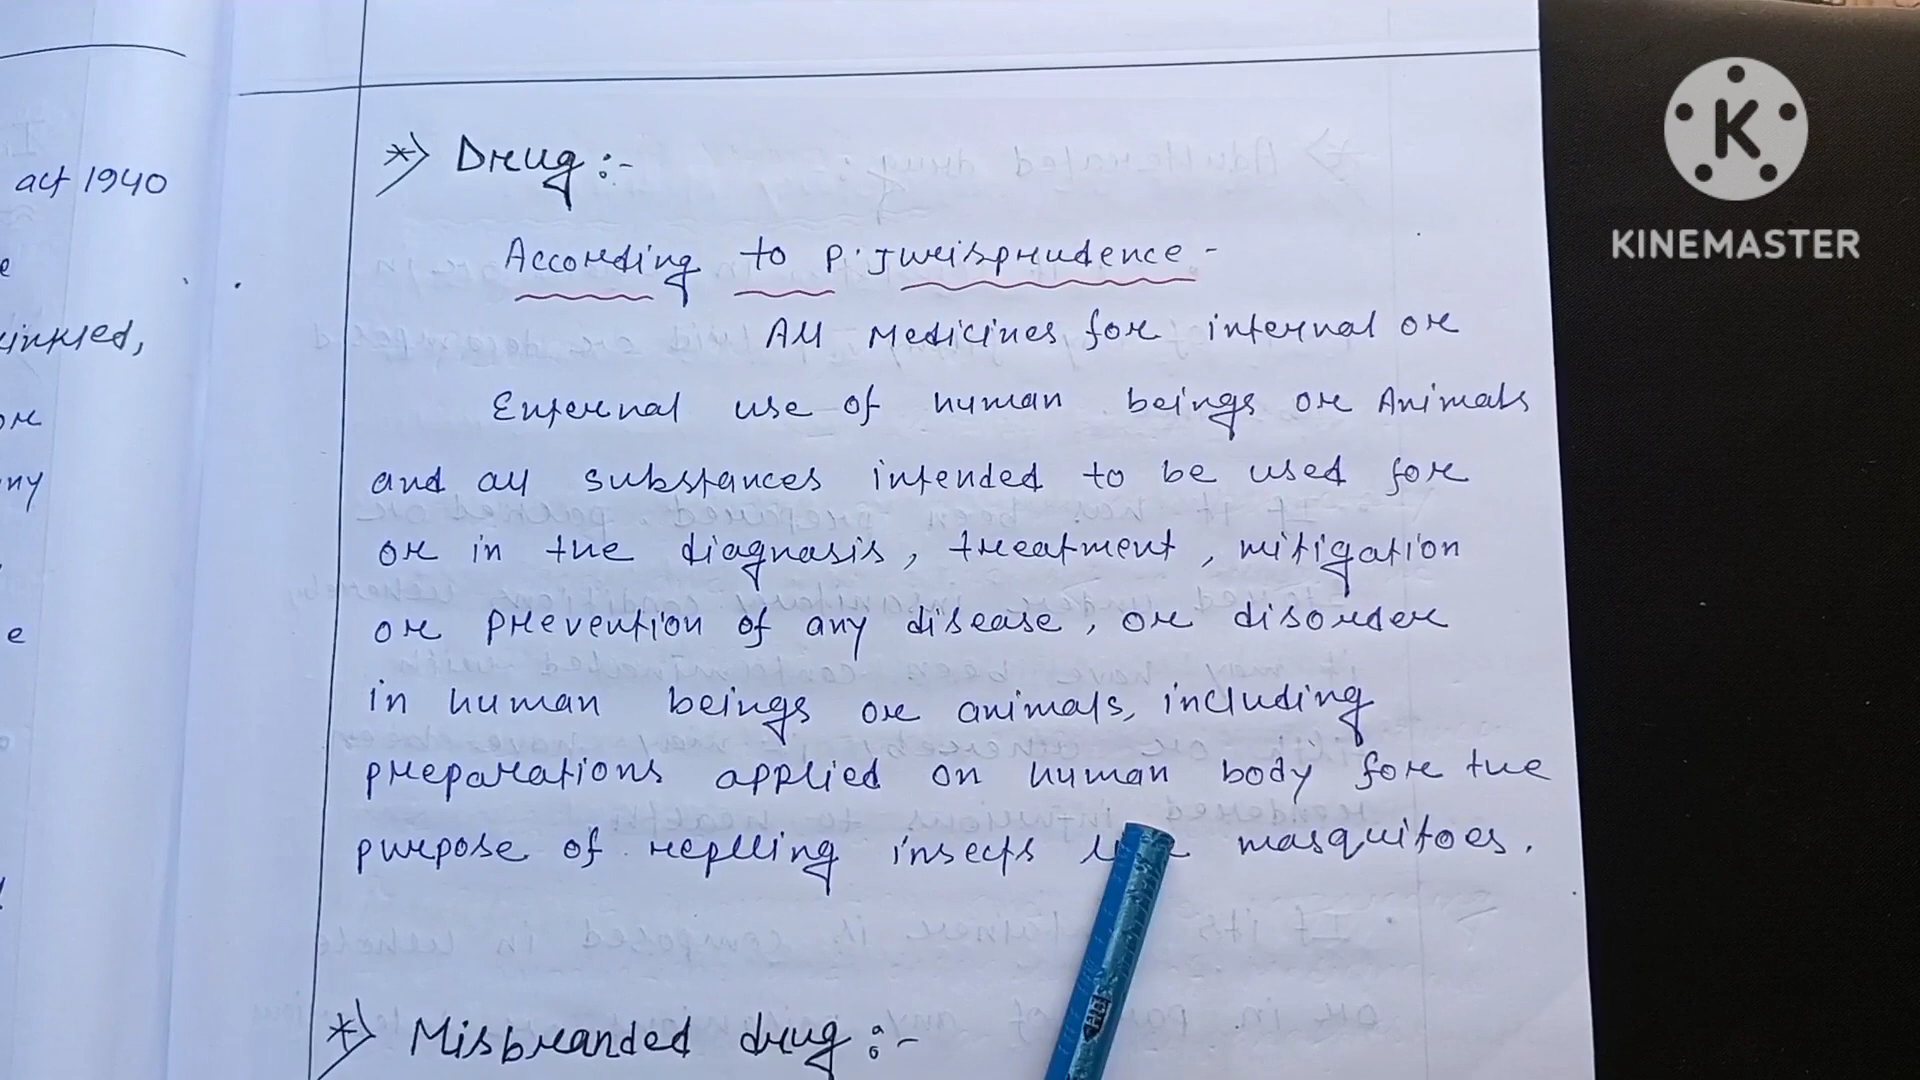 act 1940
*> Drug:-
According to P. Jurisprudence -
All Medicines for internal or
External use of human beings or Animals
and all substances intended to be used for
or in the diagnasis, treatment, mitigation
or prevention of any disease, or disorder
in human beings or animals, including
preparations applied on human body for the
purpose of replling insects masquitoes.
*> Misbranded drug:-
K
KINEMASTER